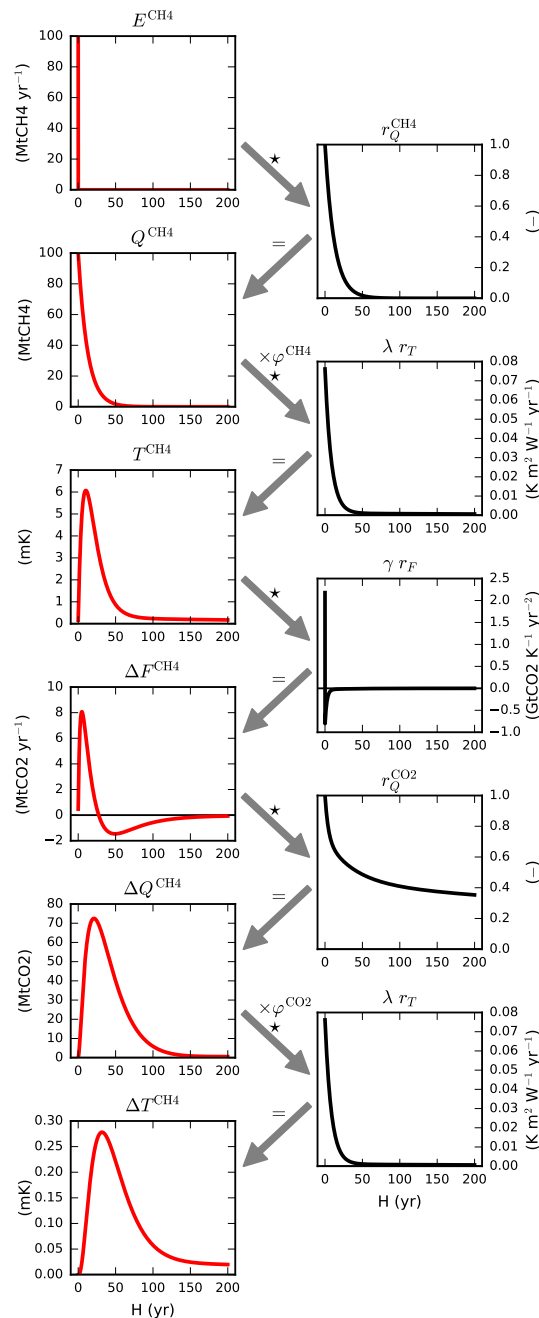 E^CH4
(MtCH4 yr⁻¹)
100
80
60
40
20
0
0 50 100 150 200
⋆
r_Q^CH4
(−)
1.0
0.8
0.6
0.4
0.2
0.0
0 50 100 150 200
=
Q^CH4
(MtCH4)
100
80
60
40
20
0
0 50 100 150 200
×φ^CH4
⋆
λ r_T
(K m² W⁻¹ yr⁻¹)
0.08
0.07
0.06
0.05
0.04
0.03
0.02
0.01
0.00
0 50 100 150 200
=
T^CH4
(mK)
7
6
5
4
3
2
1
0
0 50 100 150 200
⋆
γ r_F
(GtCO2 K⁻¹ yr⁻²)
2.5
2.0
1.5
1.0
0.5
0.0
−0.5
−1.0
0 50 100 150 200
=
ΔF^CH4
(MtCO2 yr⁻¹)
10
8
6
4
2
0
−2
0 50 100 150 200
⋆
r_Q^CO2
(−)
1.0
0.8
0.6
0.4
0.2
0.0
0 50 100 150 200
=
ΔQ^CH4
(MtCO2)
80
70
60
50
40
30
20
10
0
0 50 100 150 200
×φ^CO2
⋆
λ r_T
(K m² W⁻¹ yr⁻¹)
0.08
0.07
0.06
0.05
0.04
0.03
0.02
0.01
0.00
0 50 100 150 200
H (yr)
=
ΔT^CH4
(mK)
0.30
0.25
0.20
0.15
0.10
0.05
0.00
0 50 100 150 200
H (yr)